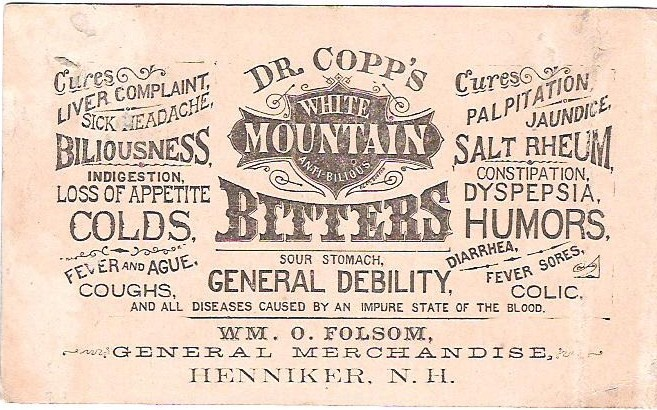 Cures
LIVER COMPLAINT,
SICK HEADACHE,
BILIOUSNESS,
INDIGESTION,
LOSS OF APPETITE
COLDS,
FEVER AND AGUE,
COUGHS,
DR. COPP'S
WHITE
MOUNTAIN
ANTI-BILIOUS
BITTERS
SOUR STOMACH,
GENERAL DEBILITY,
Cures
PALPITATION,
JAUNDICE,
SALT RHEUM,
CONSTIPATION,
DYSPEPSIA,
HUMORS,
DIARRHEA,
FEVER SORES,
COLIC,
AND ALL DISEASES CAUSED BY AN IMPURE STATE OF THE BLOOD.
WM. O. FOLSOM,
GENERAL MERCHANDISE,
HENNIKER, N. H.